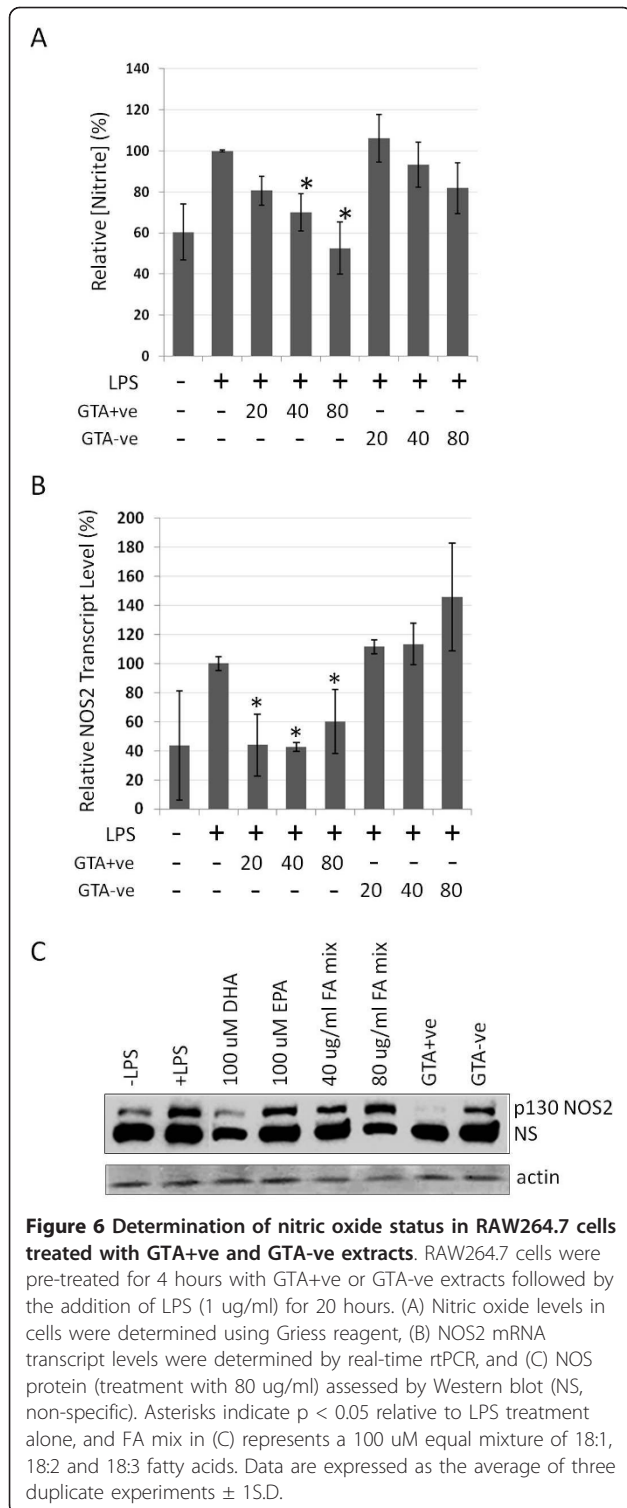 A
Relative [Nitrite] (%)
140
120
100
80
60
40
20
0
* *
LPS - + + + + + + +
GTA+ve - - 20 40 80 - - -
GTA-ve - - - - - 20 40 80
B
Relative NOS2 Transcript Level (%)
200
180
160
140
120
100
80
60
40
20
0
* * *
LPS - + + + + + + +
GTA+ve - - 20 40 80 - - -
GTA-ve - - - - - 20 40 80
C
-LPS
+LPS
100 uM DHA
100 uM EPA
40 ug/ml FA mix
80 ug/ml FA mix
GTA+ve
GTA-ve
p130 NOS2
NS
actin
Figure 6 Determination of nitric oxide status in RAW264.7 cells
treated with GTA+ve and GTA-ve extracts. RAW264.7 cells were
pre-treated for 4 hours with GTA+ve or GTA-ve extracts followed by
the addition of LPS (1 ug/ml) for 20 hours. (A) Nitric oxide levels in
cells were determined using Griess reagent, (B) NOS2 mRNA
transcript levels were determined by real-time rtPCR, and (C) NOS
protein (treatment with 80 ug/ml) assessed by Western blot (NS,
non-specific). Asterisks indicate p < 0.05 relative to LPS treatment
alone, and FA mix in (C) represents a 100 uM equal mixture of 18:1,
18:2 and 18:3 fatty acids. Data are expressed as the average of three
duplicate experiments ± 1S.D.